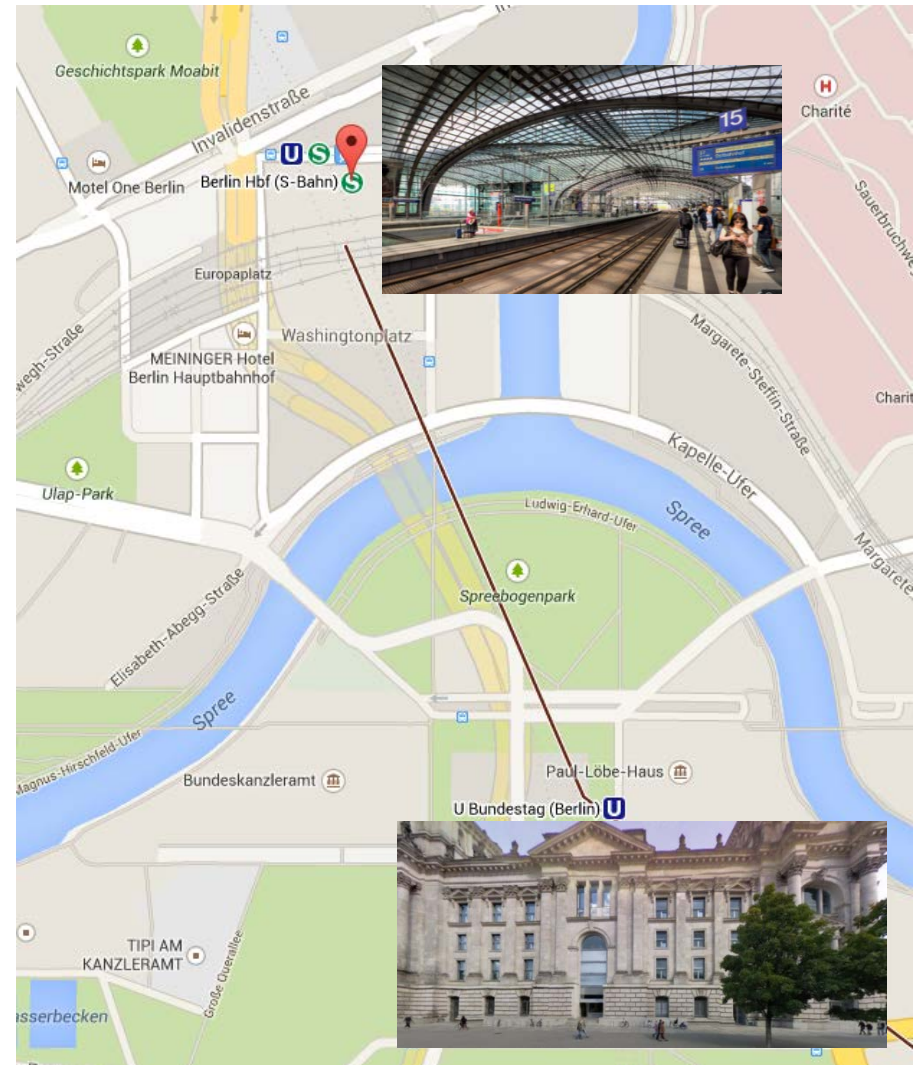 Geschichtspark Moabit
Invalidenstraße
H
Charité
15
U S
Motel One Berlin
Berlin Hbf (S-Bahn) S
Europaplatz
Washingtonplatz
MEININGER Hotel
Berlin Hauptbahnhof
Margarete-Steffin-Straße
Charit
Kapelle-Ufer
Ulap-Park
Ludwig-Erhard-Ufer
Spree
Margarete
Spreebogenpark
Elisabeth-Abegg-Straße
Spree
Magnus-Hirschfeld-Ufer
Bundeskanzleramt
Paul-Löbe-Haus
U Bundestag (Berlin) U
TIPI AM
KANZLERAMT
Große Querallee
asserbecken